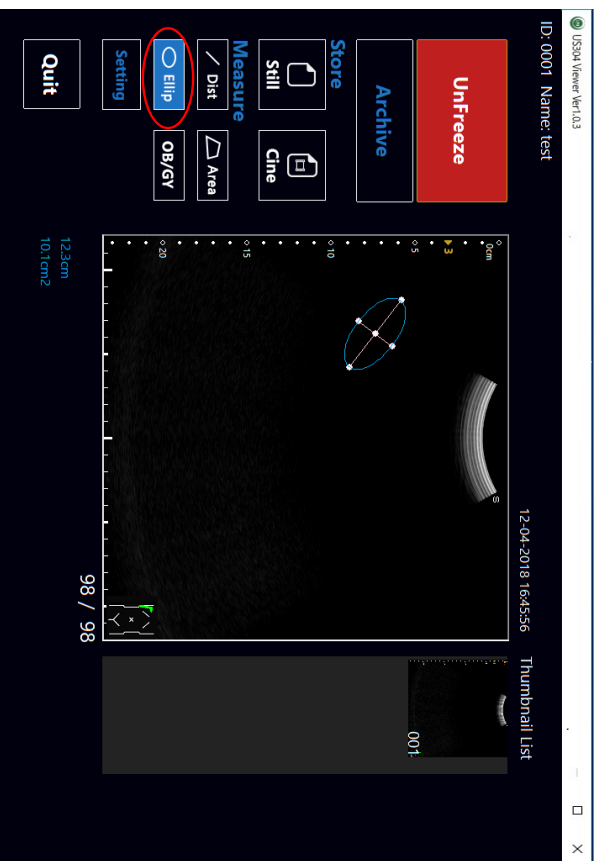 US304 Viewer Ver1.0.3
ID: 0001 Name: test
12-04-2018 16:45:56
Thumbnail List
UnFreeze
Archive
Store
Still
Cine
Measure
Dist
Area
Ellip
OB/GY
Setting
Quit
0cm
3
5
10
15
20
S
001
98 / 98
12.3cm
10.1cm2